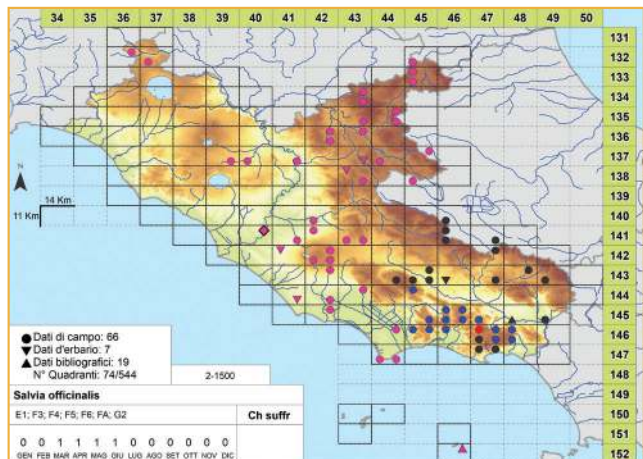 34 35 36 37 38 39 40 41 42 43 44 45 46 47 48 49 50
131
132
133
134
135
136
137
138
139
140
141
142
143
144
145
146
147
148
149
150
151
152
N
14 Km
11 Km
Dati di campo: 66
Dati d'erbario: 7
Dati bibliografici: 19
N° Quadranti: 74/544
2-1500
Salvia officinalis
E1; F3; F4; F5; F6; FA; G2
Ch suffr
0 0 1 1 1 1 0 0 0 0 0 0
GEN FEB MAR APR MAG GIU LUG AGO SET OTT NOV DIC